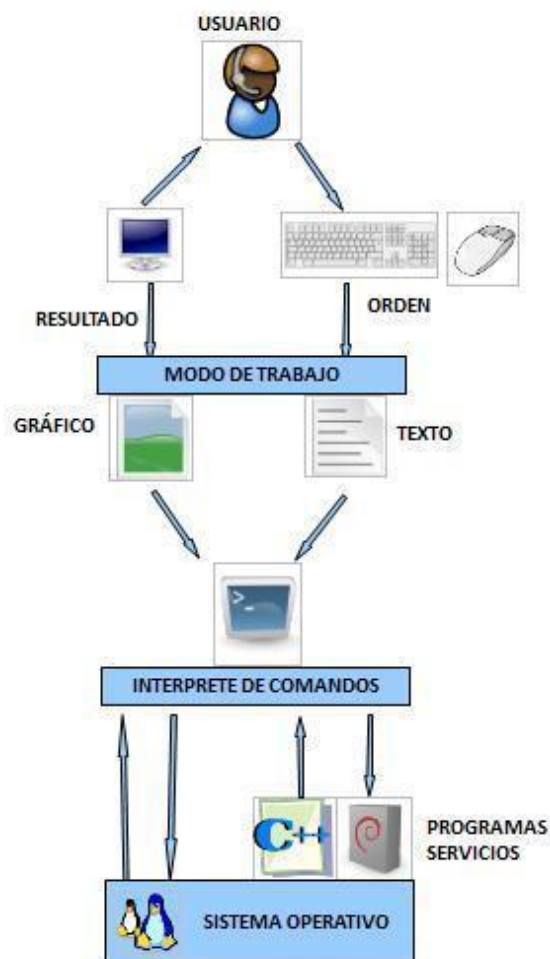 USUARIO
RESULTADO
ORDEN
MODO DE TRABAJO
GRÁFICO
TEXTO
>_
INTERPRETE DE COMANDOS
C++
PROGRAMAS
SERVICIOS
SISTEMA OPERATIVO